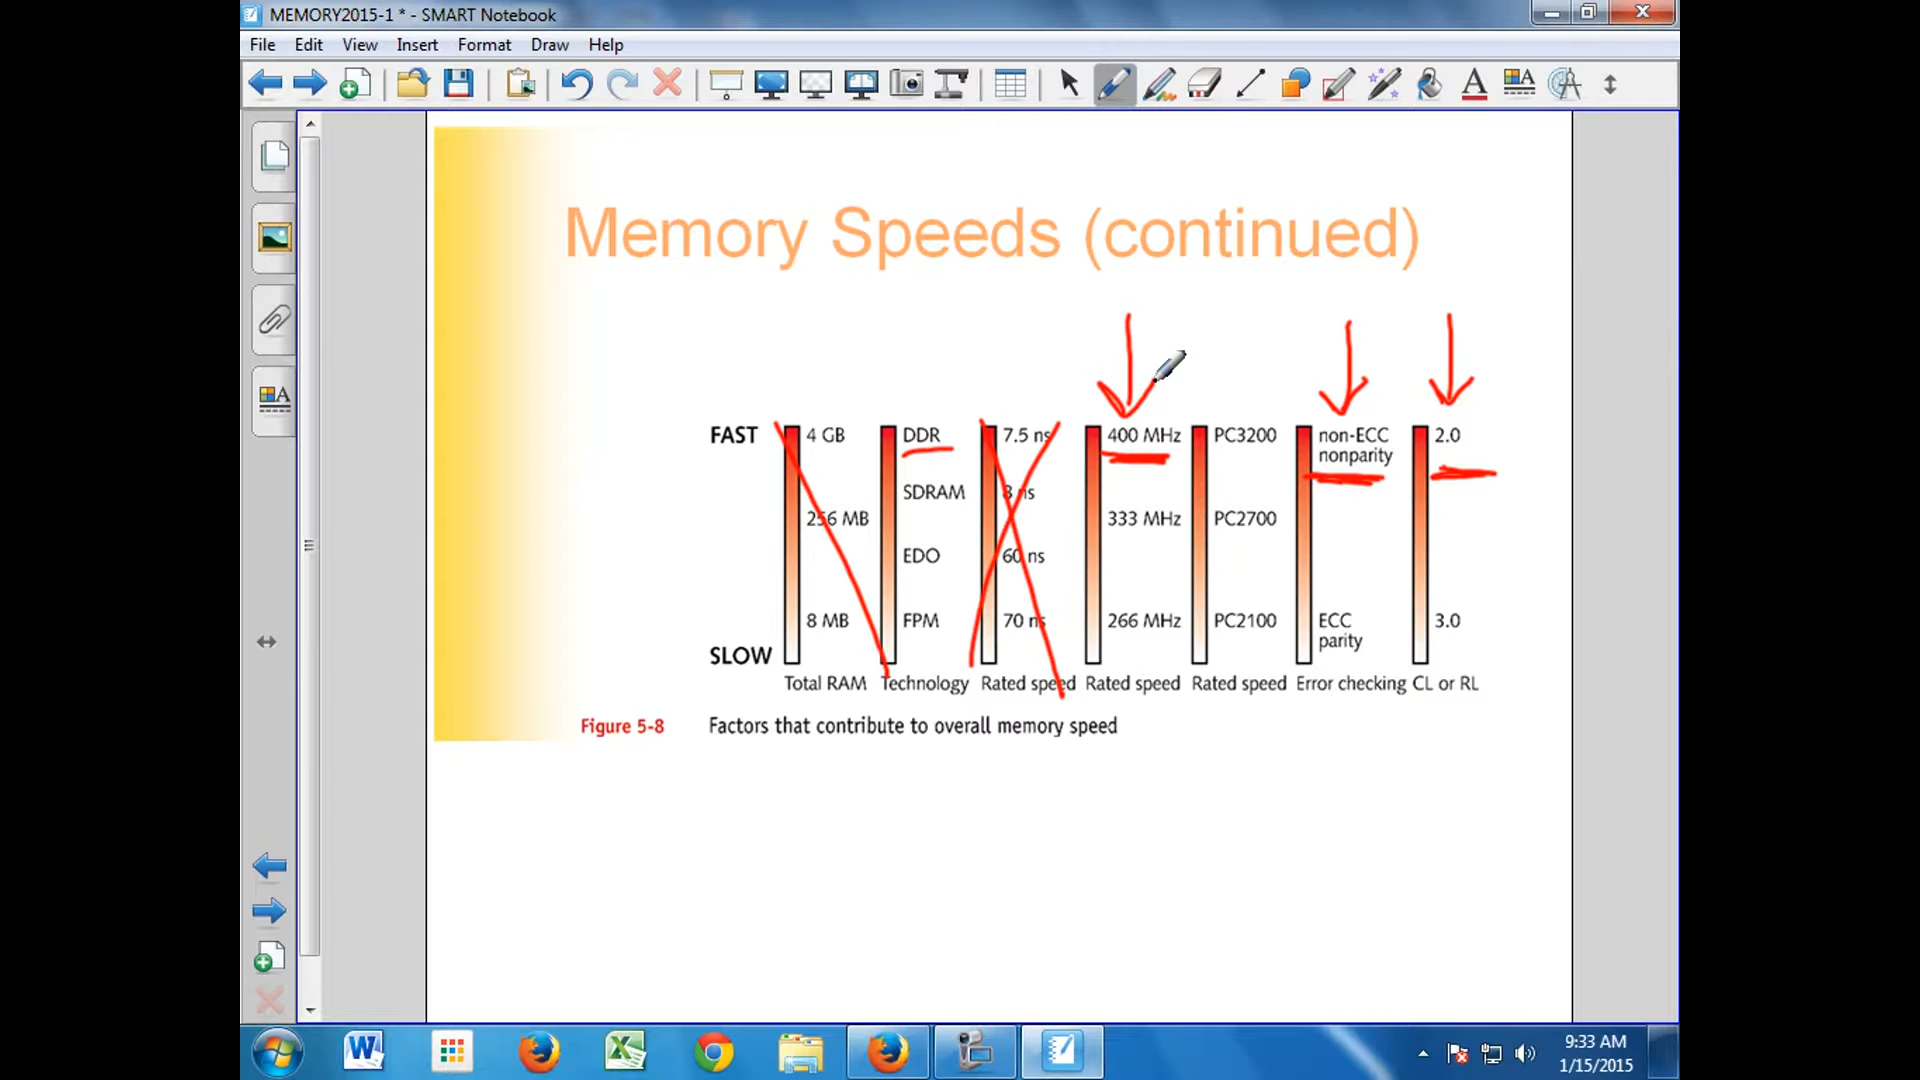 MEMORY2015-1 * - SMART Notebook
File Edit View Insert Format Draw Help
Memory Speeds (continued)
FAST 4 GB DDR 7.5 ns 400 MHz PC3200 non-ECC 2.0
nonparity
SDRAM 8 ns
256 MB 333 MHz PC2700
EDO 60 ns
8 MB FPM 70 ns 266 MHz PC2100 ECC 3.0
parity
SLOW
Total RAM Technology Rated speed Rated speed Rated speed Error checking CL or RL
Figure 5-8 Factors that contribute to overall memory speed
9:33 AM
1/15/2015